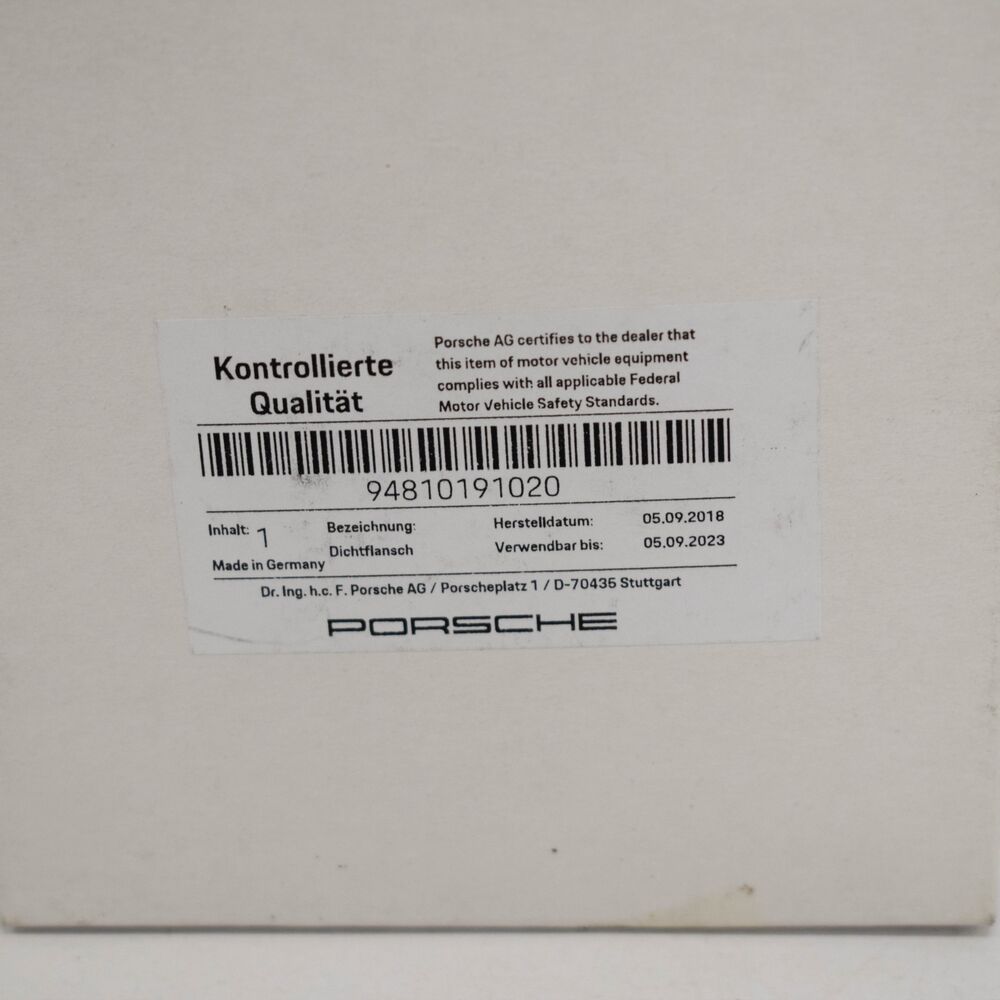 Kontrollierte
Qualität
Porsche AG certifies to the dealer that
this item of motor vehicle equipment
complies with all applicable Federal
Motor Vehicle Safety Standards.
94810191020
Inhalt: 1
Made in Germany
Bezeichnung:
Dichtflansch
Herstelldatum: 05.09.2018
Verwendbar bis: 05.09.2023
Dr. Ing. h.c. F. Porsche AG / Porscheplatz 1 / D-70435 Stuttgart
PORSCHE